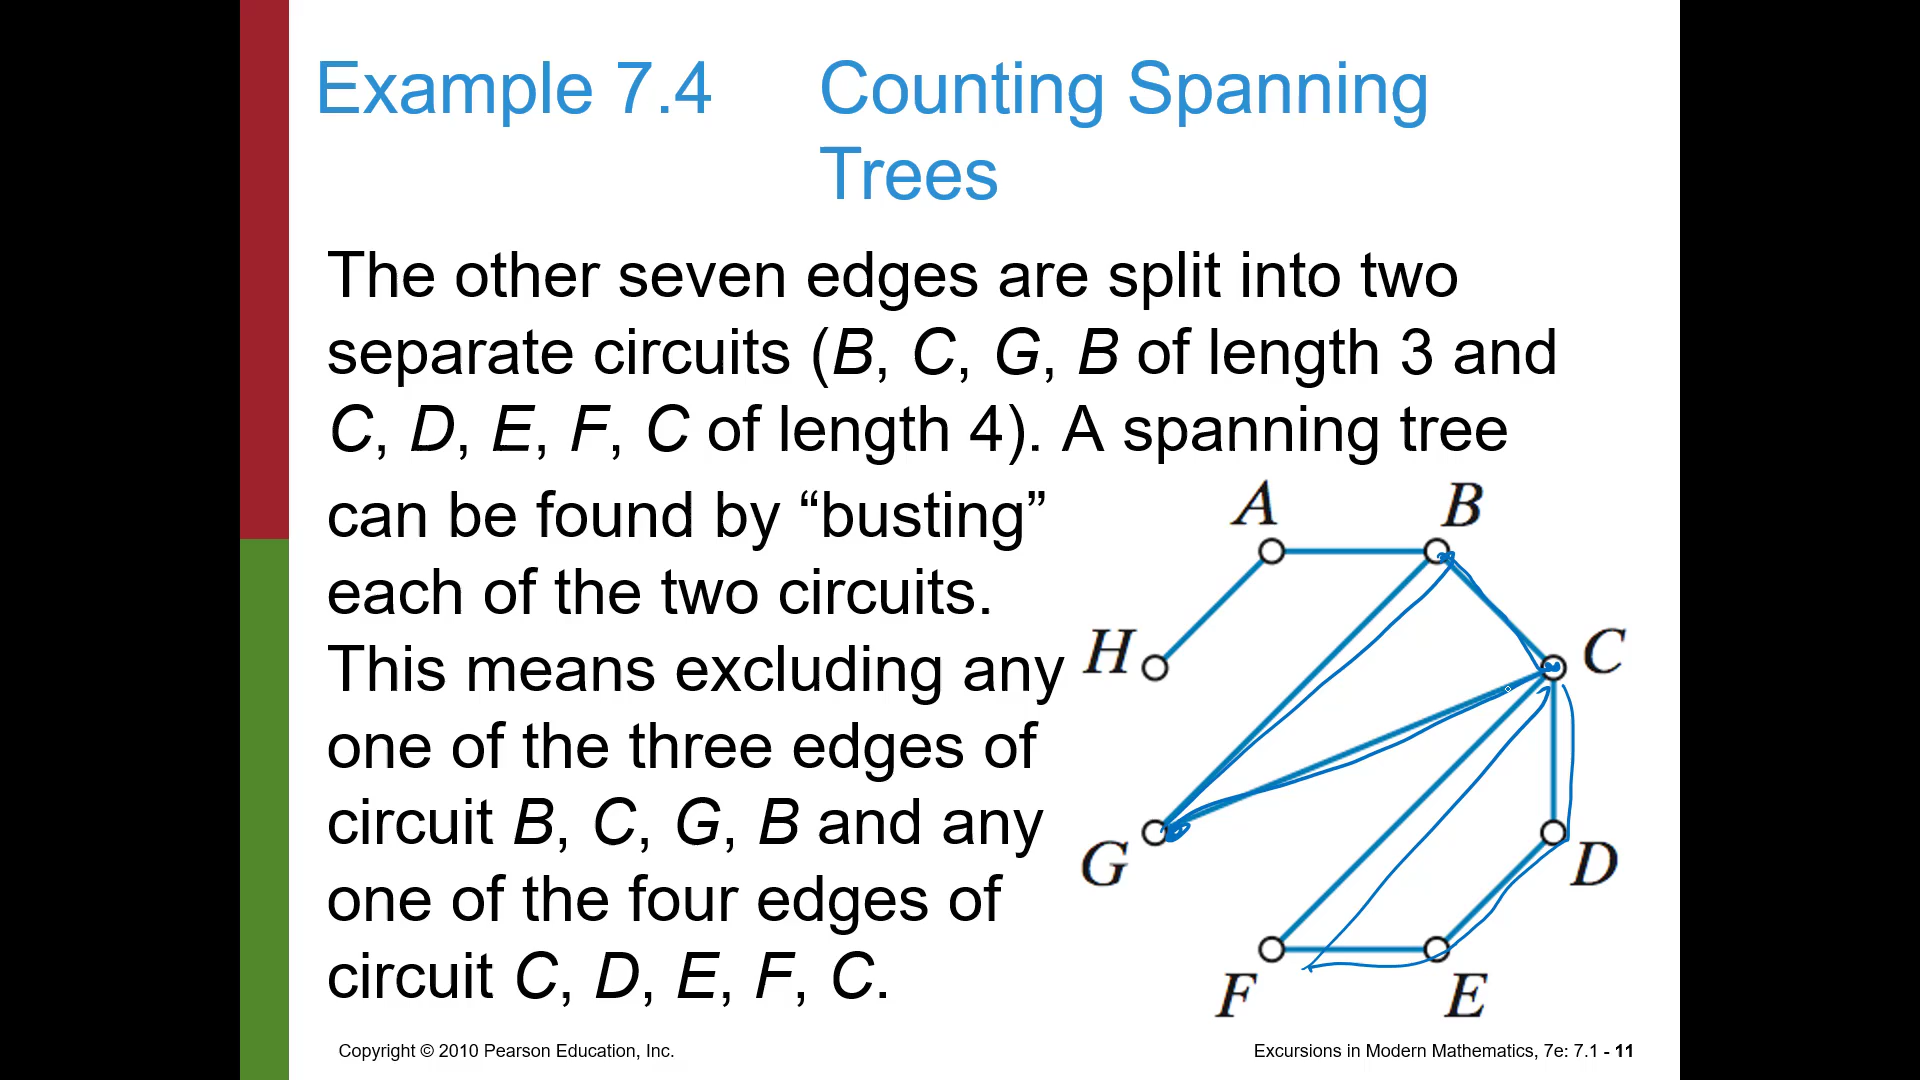 Example 7.4 Counting Spanning
Trees
The other seven edges are split into two
separate circuits (B, C, G, B of length 3 and
C, D, E, F, C of length 4). A spanning tree
can be found by “busting”
each of the two circuits.
This means excluding any
one of the three edges of
circuit B, C, G, B and any
one of the four edges of
circuit C, D, E, F, C.
A B
H C
G D
F E
Copyright © 2010 Pearson Education, Inc.
Excursions in Modern Mathematics, 7e: 7.1 - 11